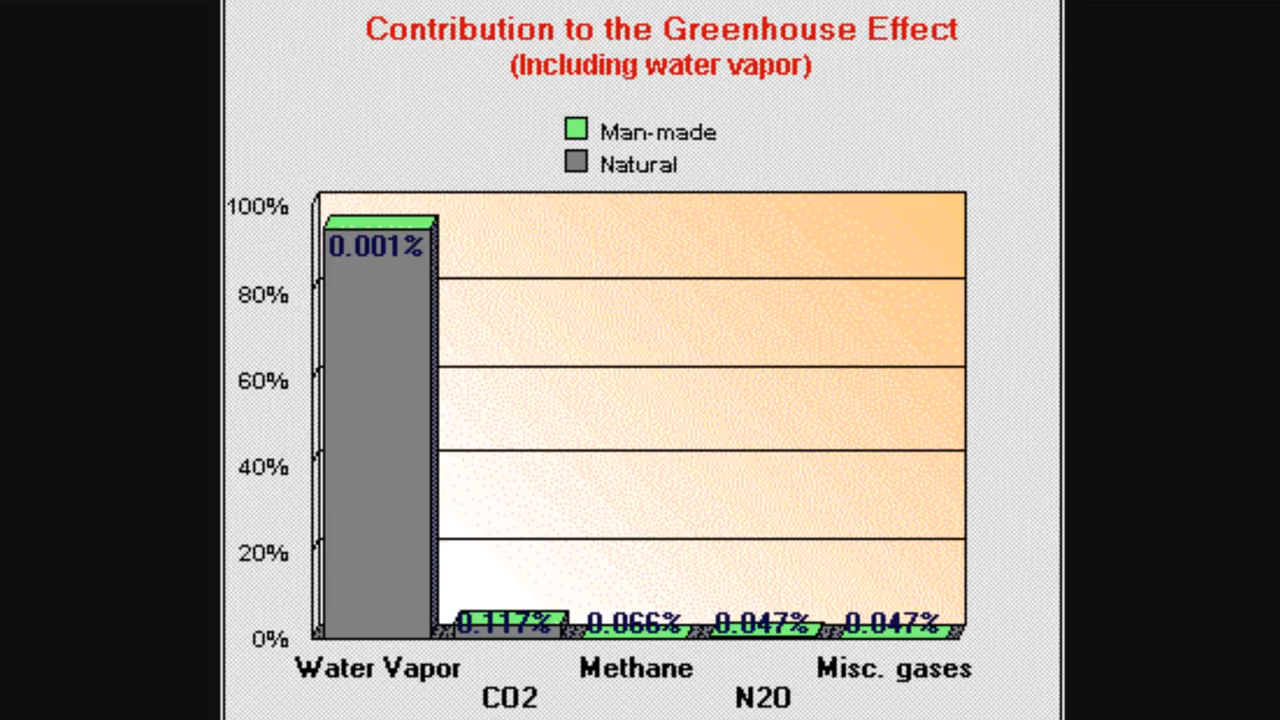 Contribution to the Greenhouse Effect
(Including water vapor)
Man-made
Natural
100%
0.001%
80%
60%
40%
20%
0.117% 0.066% 0.047% 0.047%
0%
Water Vapor Methane Misc. gases
CO2 N2O